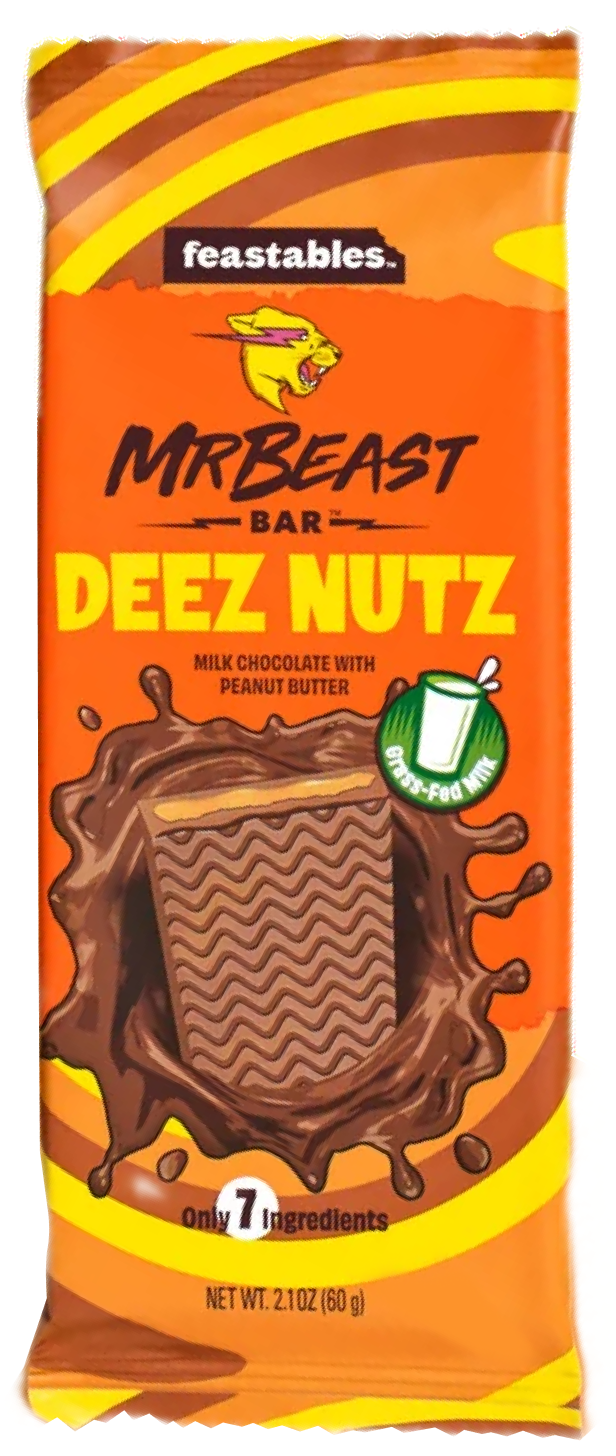 feastables™
MRBEAST
BAR™
DEEZ NUTZ
MILK CHOCOLATE WITH
PEANUT BUTTER
Grass-Fed Milk
Only 7 Ingredients
NET WT. 2.1 OZ (60 g)